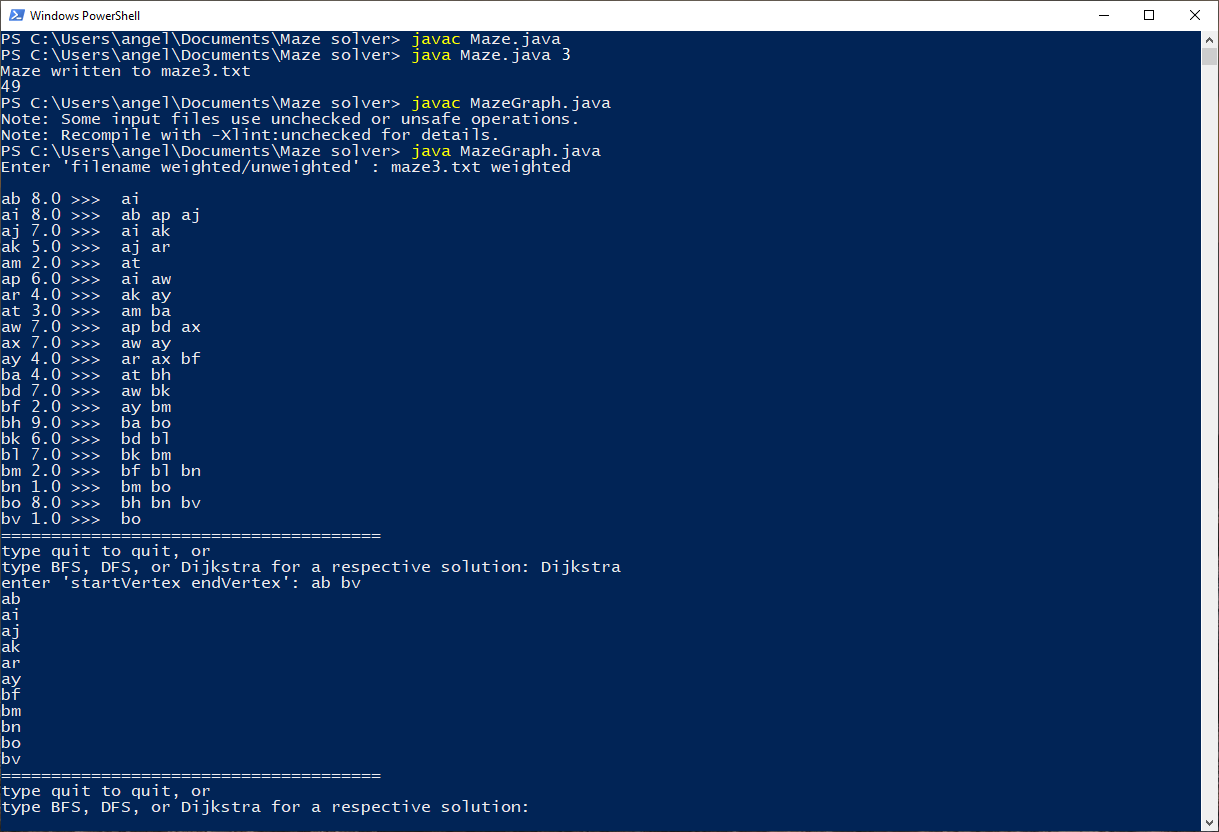 Windows PowerShell
PS C:\Users\angel\Documents\Maze solver> javac Maze.java
PS C:\Users\angel\Documents\Maze solver> java Maze.java 3
Maze written to maze3.txt
49
PS C:\Users\angel\Documents\Maze solver> javac MazeGraph.java
Note: Some input files use unchecked or unsafe operations.
Note: Recompile with -Xlint:unchecked for details.
PS C:\Users\angel\Documents\Maze solver> java MazeGraph.java
Enter 'filename weighted/unweighted' : maze3.txt weighted

ab 8.0 >>>  ai
ai 8.0 >>>  ab ap aj
aj 7.0 >>>  ai ak
ak 5.0 >>>  aj ar
am 2.0 >>>  at
ap 6.0 >>>  ai aw
ar 4.0 >>>  ak ay
at 3.0 >>>  am ba
aw 7.0 >>>  ap bd ax
ax 7.0 >>>  aw ay
ay 4.0 >>>  ar ax bf
ba 4.0 >>>  at bh
bd 7.0 >>>  aw bk
bf 2.0 >>>  ay bm
bh 9.0 >>>  ba bo
bk 6.0 >>>  bd bl
bl 7.0 >>>  bk bm
bm 2.0 >>>  bf bl bn
bn 1.0 >>>  bm bo
bo 8.0 >>>  bh bn bv
bv 1.0 >>>  bo
======================================
type quit to quit, or
type BFS, DFS, or Dijkstra for a respective solution: Dijkstra
enter 'startVertex endVertex': ab bv
ab
ai
aj
ak
ar
ay
bf
bm
bn
bo
bv
======================================
type quit to quit, or
type BFS, DFS, or Dijkstra for a respective solution: